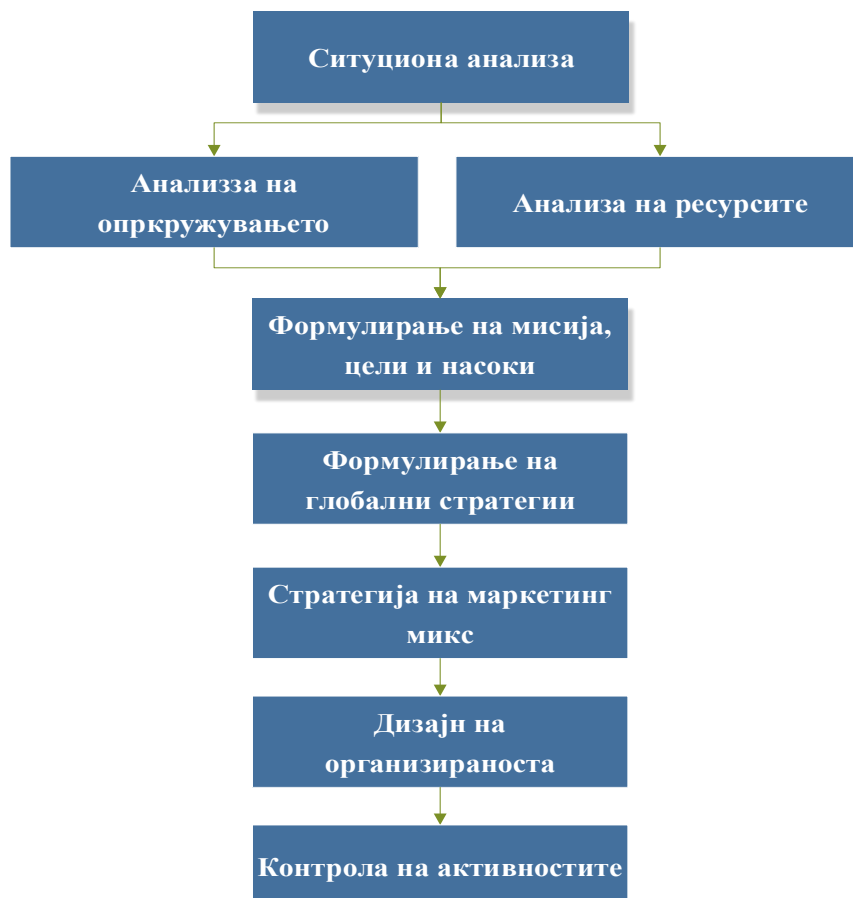 Ситуциона анализа
Анализза на
опркружувањето
Анализа на ресурсите
Формулирање на мисија,
цели и насоки
Формулирање на
глобални стратегии
Стратегија на маркетинг
микс
Дизајн на
организираноста
Контрола на активностите